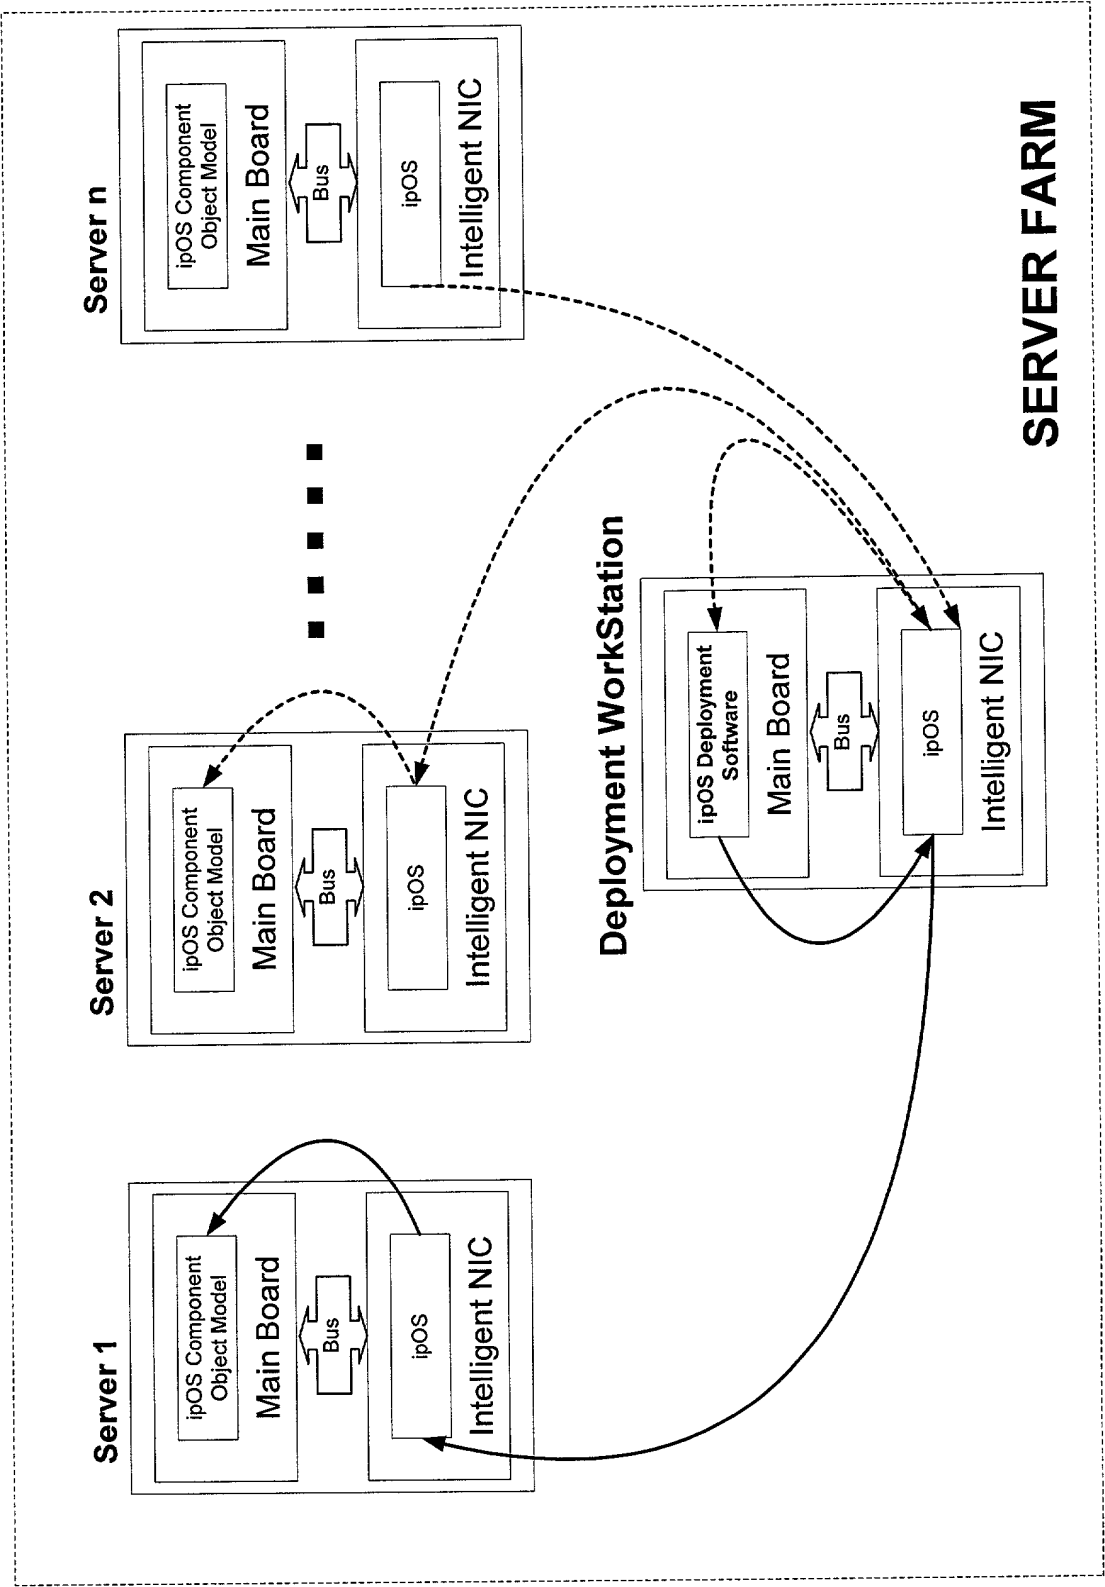 Server 1
ipOS Component
Object Model
Main Board
Bus
ipOS
Intelligent NIC
Server 2
ipOS Component
Object Model
Main Board
Bus
ipOS
Intelligent NIC
Server n
ipOS Component
Object Model
Main Board
Bus
ipOS
Intelligent NIC
Deployment WorkStation
ipOS Deployment
Software
Main Board
Bus
ipOS
Intelligent NIC
SERVER FARM